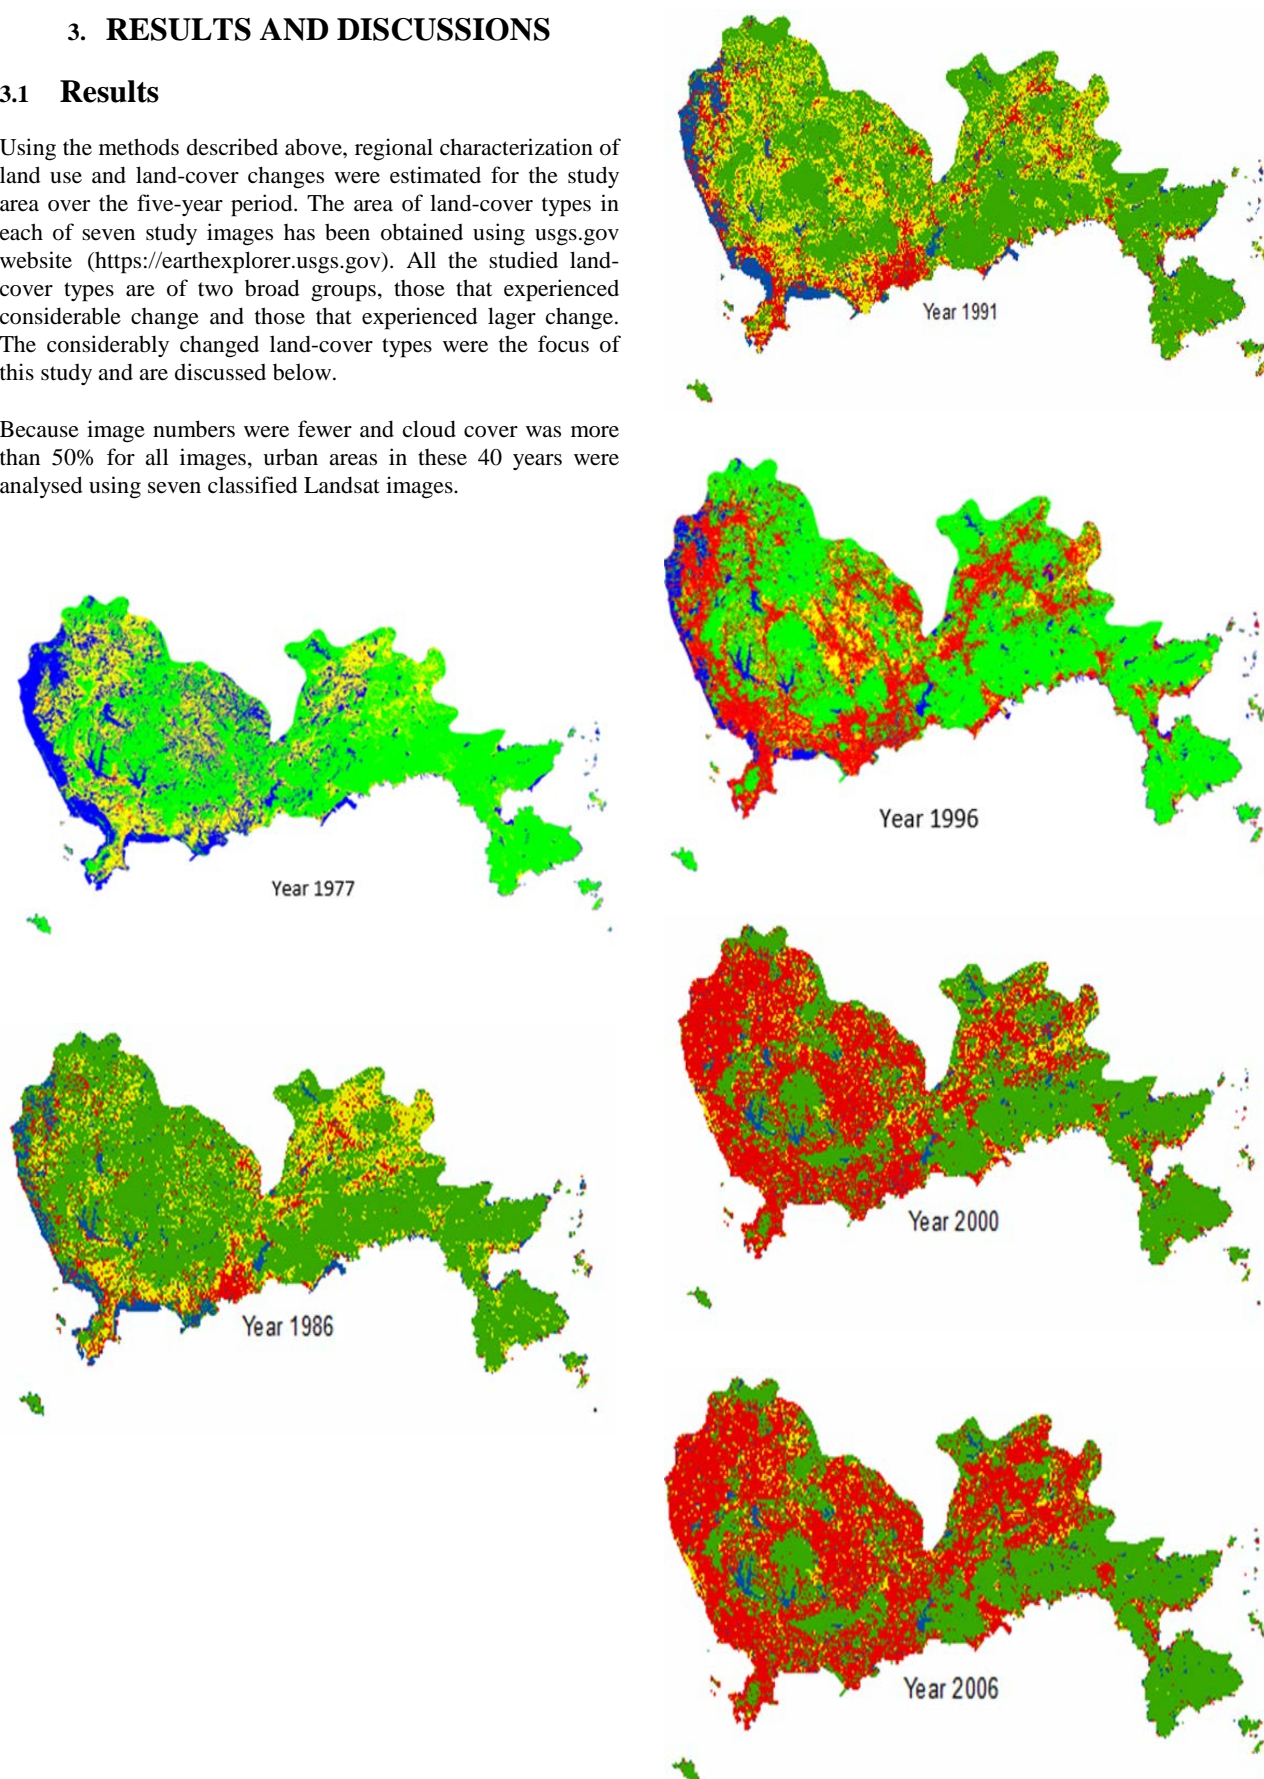 3. RESULTS AND DISCUSSIONS
3.1 Results
Using the methods described above, regional characterization of
land use and land-cover changes were estimated for the study
area over the five-year period. The area of land-cover types in
each of seven study images has been obtained using usgs.gov
website (https://earthexplorer.usgs.gov). All the studied land-
cover types are of two broad groups, those that experienced
considerable change and those that experienced lager change.
The considerably changed land-cover types were the focus of
this study and are discussed below.
Because image numbers were fewer and cloud cover was more
than 50% for all images, urban areas in these 40 years were
analysed using seven classified Landsat images.
Year 1977
Year 1986
Year 1991
Year 1996
Year 2000
Year 2006